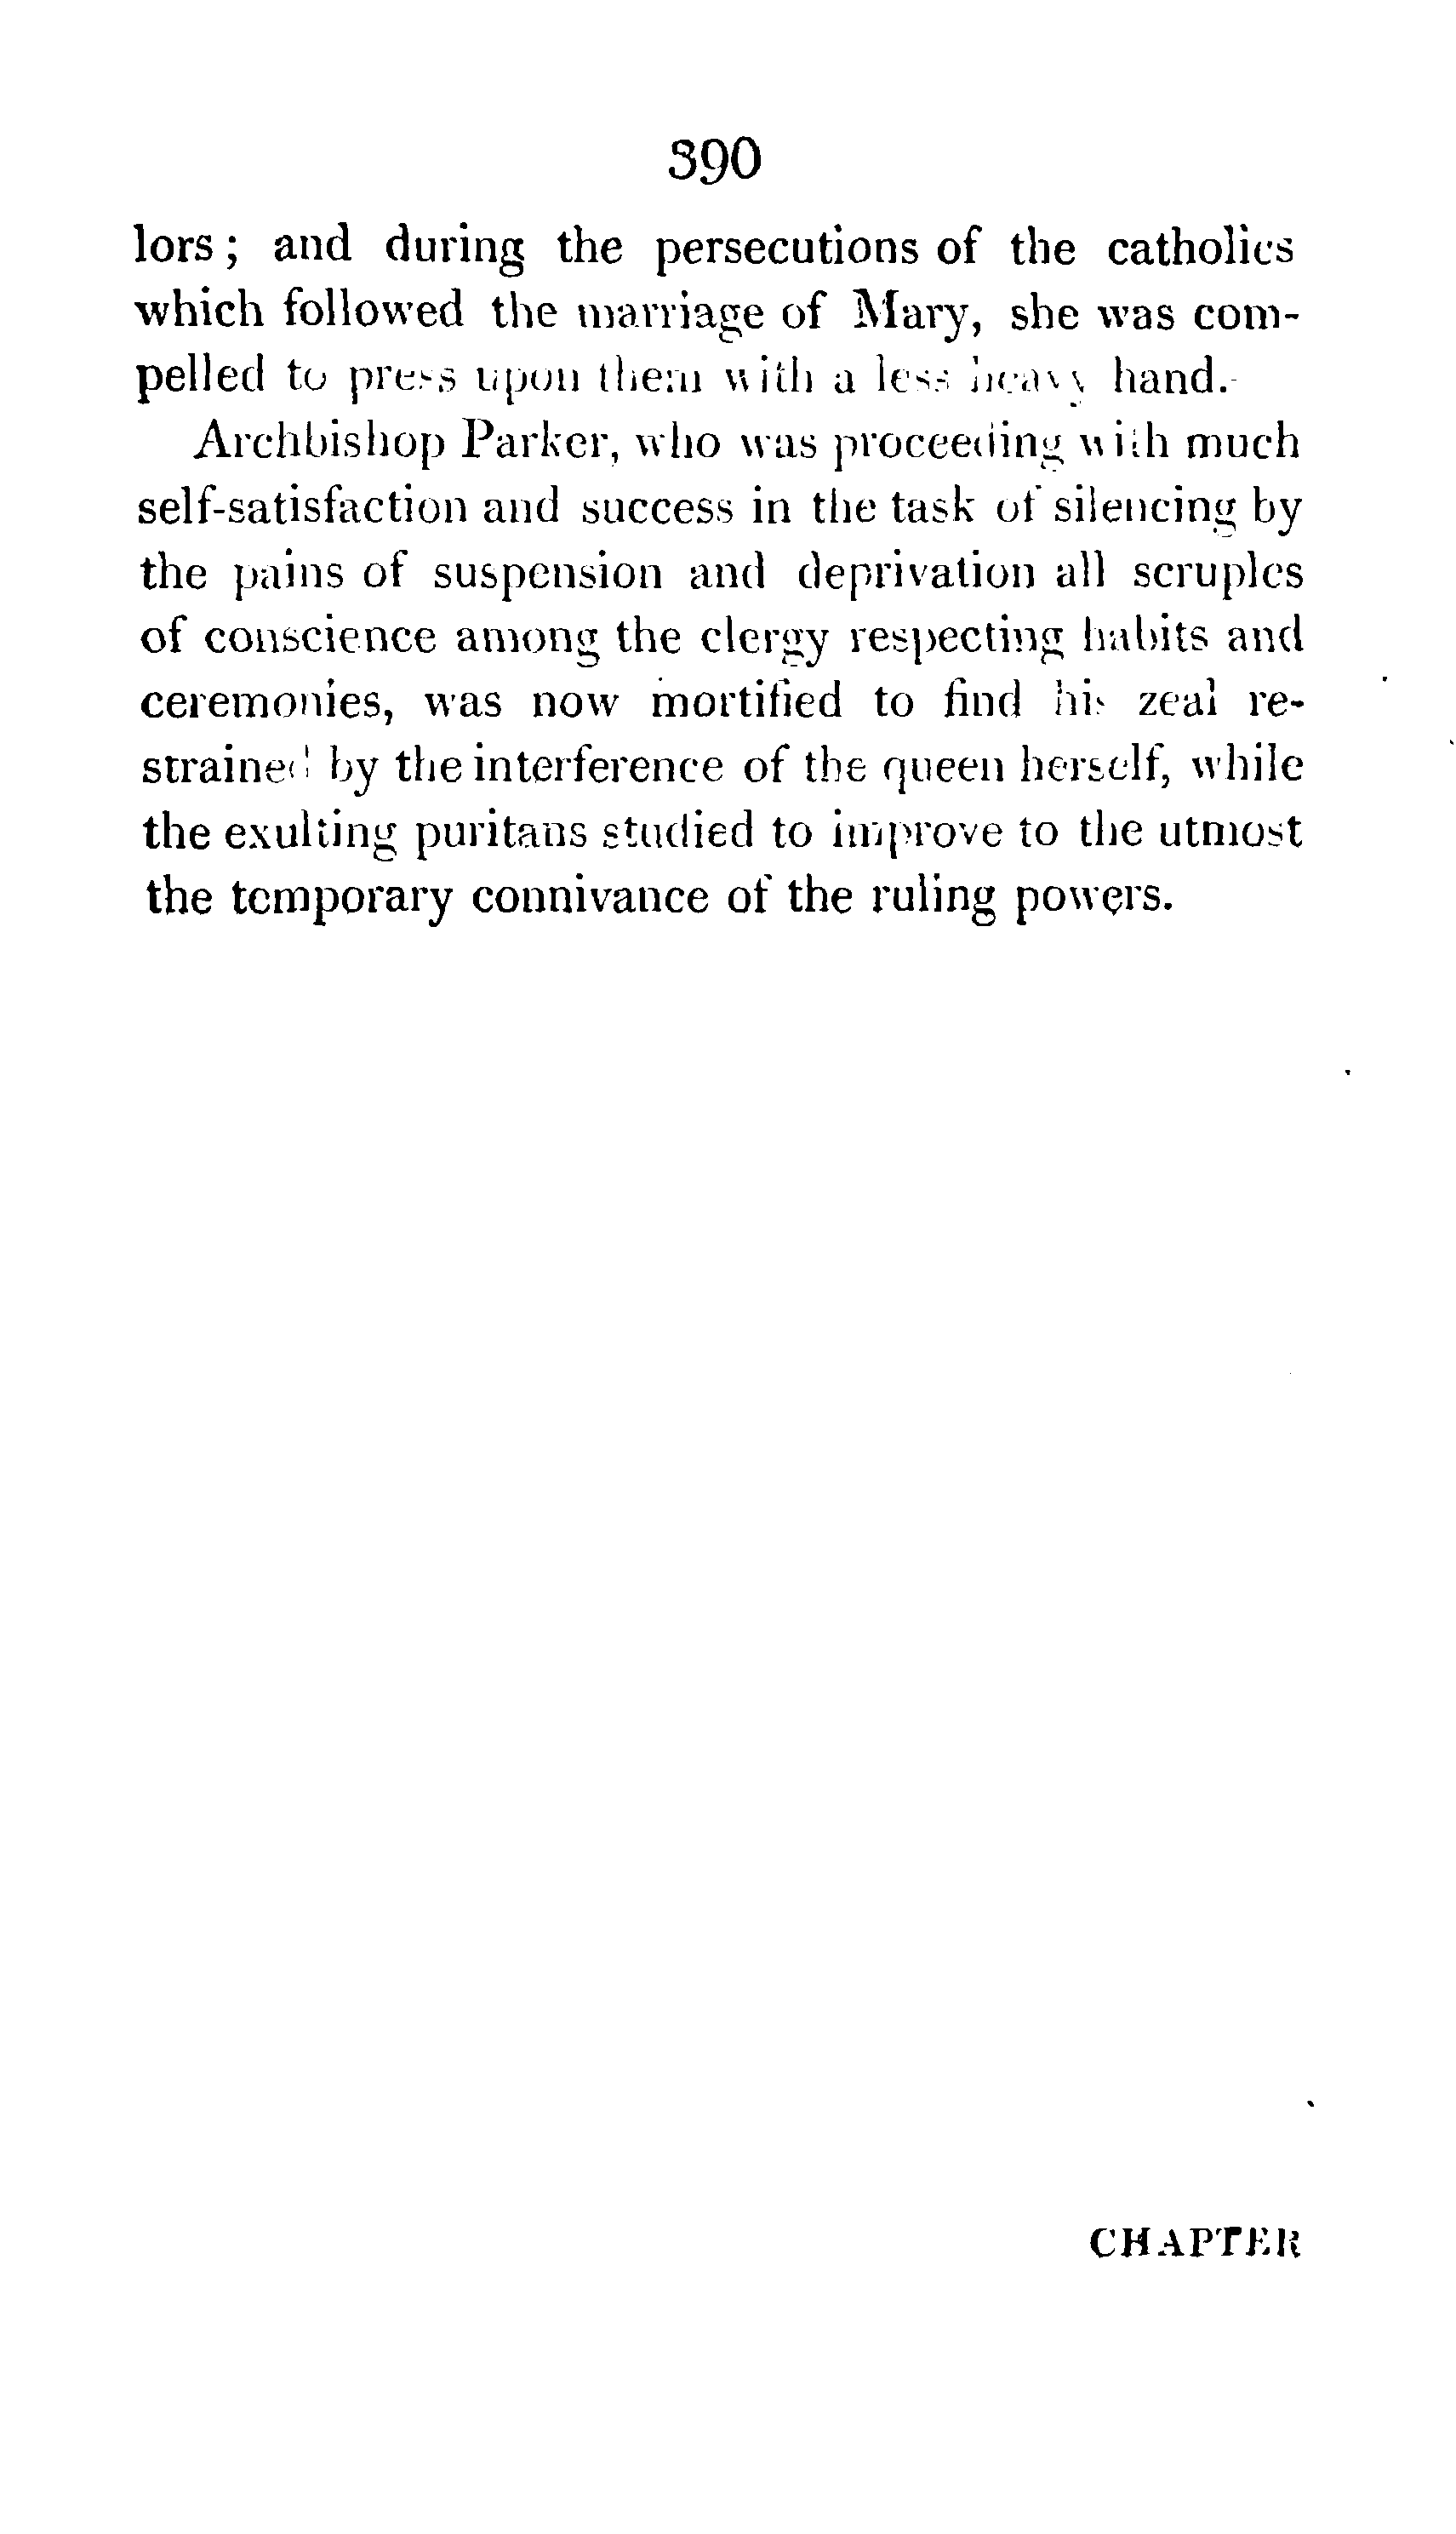 390
lors; and during the persecutions of the catholics
which followed the marriage of Mary, she was com-
pelled to press upon them with a less heavy hand.
Archbishop Parker, who was proceeding with much
self-satisfaction and success in the task of silencing by
the pains of suspension and deprivation all scruples
of conscience among the clergy respecting habits and
ceremonies, was now mortified to find his zeal re-
strained by the interference of the queen herself, while
the exulting puritans studied to improve to the utmost
the temporary connivance of the ruling powers.
CHAPTER